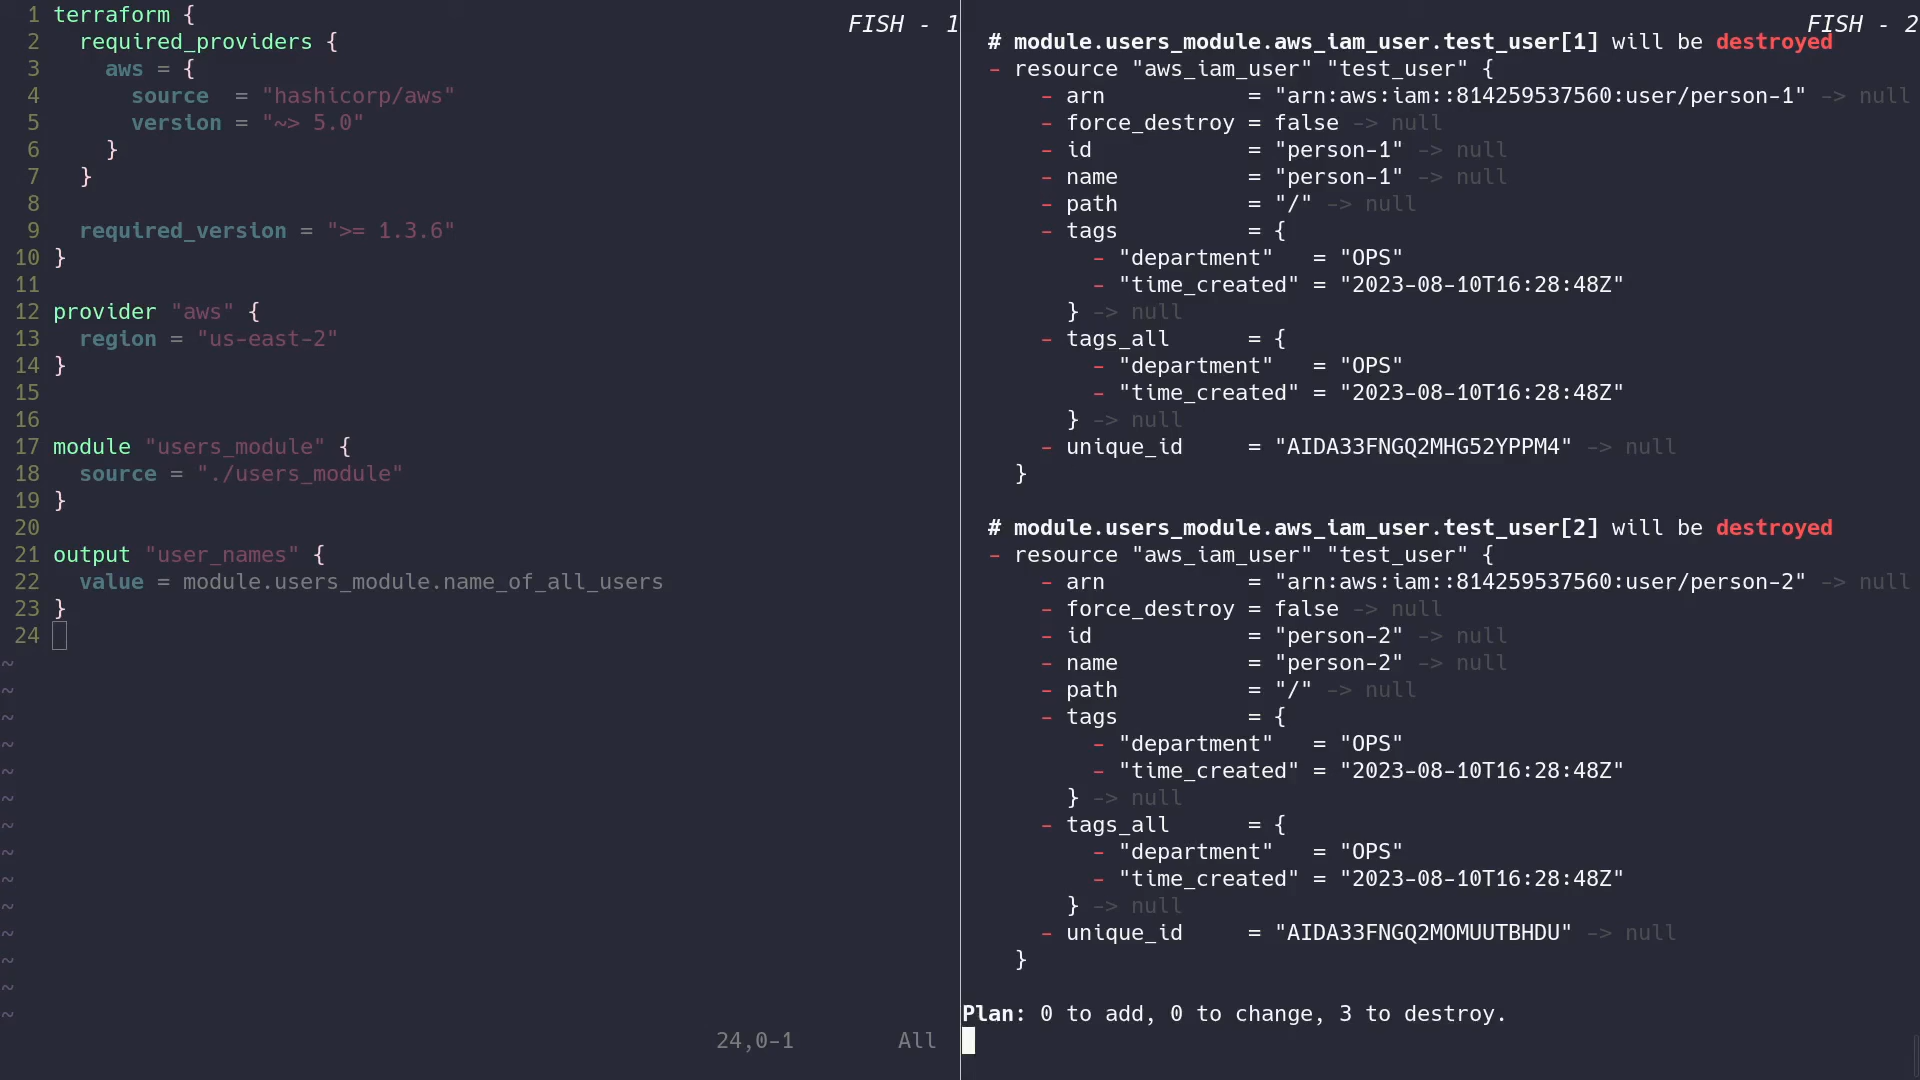 1 terraform {
2   required_providers {
3     aws = {
4       source  = "hashicorp/aws"
5       version = "~> 5.0"
6     }
7   }
8
9   required_version = ">= 1.3.6"
10 }
11
12 provider "aws" {
13   region = "us-east-2"
14 }
15
16
17 module "users_module" {
18   source = "./users_module"
19 }
20
21 output "user_names" {
22   value = module.users_module.name_of_all_users
23 }
24
~
~
~
~
~
~
~
~
~
~
~
~
~
~
24,0-1 All
FISH - 1
FISH - 2
# module.users_module.aws_iam_user.test_user[1] will be destroyed
- resource "aws_iam_user" "test_user" {
- arn           = "arn:aws:iam::814259537560:user/person-1" -> null
- force_destroy = false -> null
- id            = "person-1" -> null
- name          = "person-1" -> null
- path          = "/" -> null
- tags          = {
- "department"   = "OPS"
- "time_created" = "2023-08-10T16:28:48Z"
} -> null
- tags_all      = {
- "department"   = "OPS"
- "time_created" = "2023-08-10T16:28:48Z"
} -> null
- unique_id     = "AIDA33FNGQ2MHG52YPPM4" -> null
}
# module.users_module.aws_iam_user.test_user[2] will be destroyed
- resource "aws_iam_user" "test_user" {
- arn           = "arn:aws:iam::814259537560:user/person-2" -> null
- force_destroy = false -> null
- id            = "person-2" -> null
- name          = "person-2" -> null
- path          = "/" -> null
- tags          = {
- "department"   = "OPS"
- "time_created" = "2023-08-10T16:28:48Z"
} -> null
- tags_all      = {
- "department"   = "OPS"
- "time_created" = "2023-08-10T16:28:48Z"
} -> null
- unique_id     = "AIDA33FNGQ2MOMUUTBHDU" -> null
}
Plan: 0 to add, 0 to change, 3 to destroy.